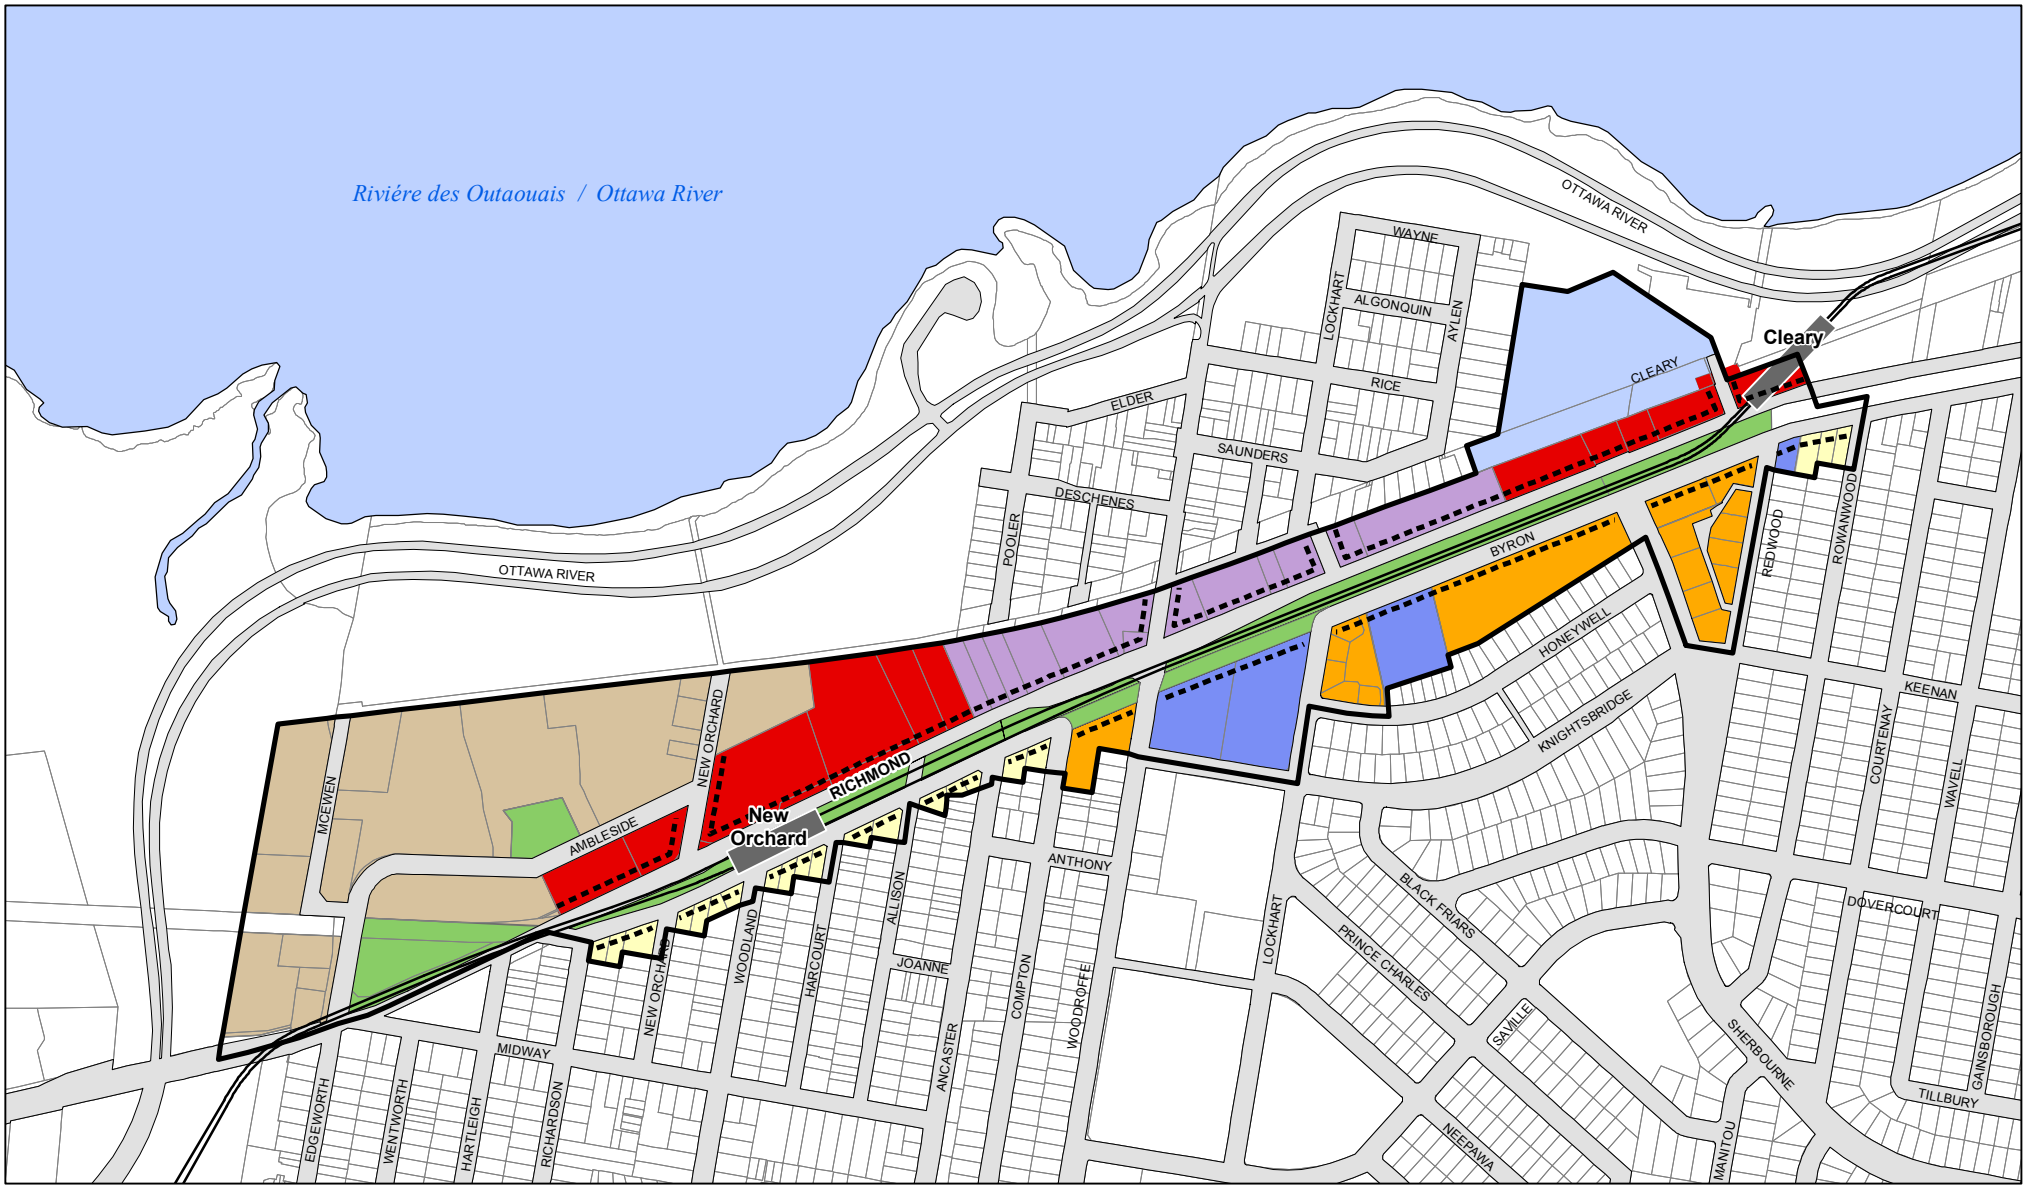 Riviére des Outaouais / Ottawa River
OTTAWA RIVER
WAYNE
LOCKHART
ALGONQUIN
AYLEN
RICE
CLEARY
Cleary
ELDER
SAUNDERS
DESCHENES
POOLER
OTTAWA RIVER
BYRON
REDWOOD
ROWANWOOD
HONEYWELL
KNIGHTSBRIDGE
KEENAN
COURTENAY
WAVELL
NEW ORCHARD
MCEWEN
AMBLESIDE
RICHMOND
New
Orchard
ANTHONY
ALLISON
BLACK FRIARS
DOVERCOURT
LOCKHART
PRINCE CHARLES
NEW ORCHARD
WOODLAND
HARCOURT
JOANNE
COMPTON
WOODROFFE
SAVILLE
SHERBOURNE
GAINSBOROUGH
MIDWAY
ANCASTER
TILLBURY
EDGEWORTH
WENTWORTH
HARTLEIGH
RICHARDSON
NEEPAWA
MANITOU